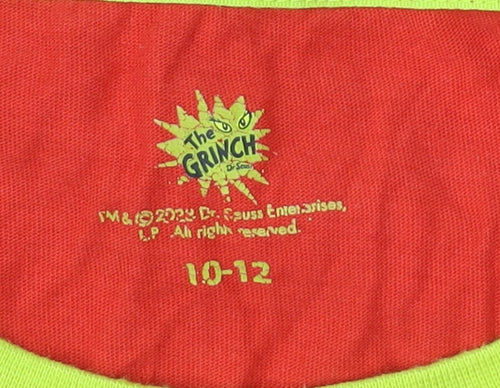 The
GRINCH
Dr. Seuss
TM & © 2023 Dr. Seuss Enterprises,
L.P. All rights reserved.
10-12